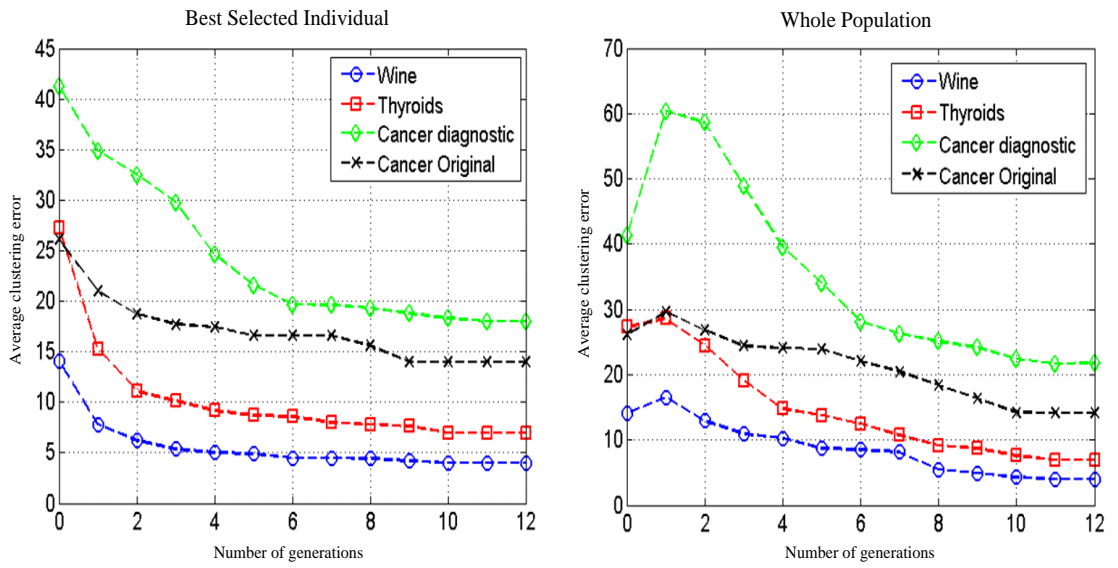 Best Selected Individual
45
40
35
30
25
20
15
10
5
0
0 2 4 6 8 10 12
Average clustering error
Number of generations
Wine
Thyroids
Cancer diagnostic
Cancer Original
Whole Population
70
60
50
40
30
20
10
0
0 2 4 6 8 10 12
Average clustering error
Number of generations
Wine
Thyroids
Cancer diagnostic
Cancer Original